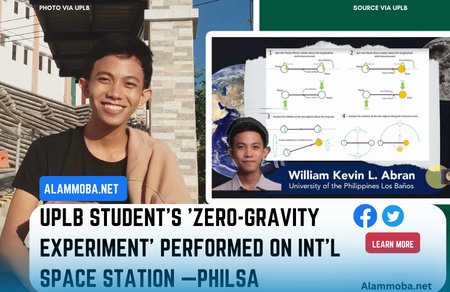 PHOTO VIA UPLB
SOURCE VIA UPLB
William Kevin L. Abran
University of the Philippines Los Baños
ALAMMOBA.NET
UPLB STUDENT'S 'ZERO-GRAVITY
EXPERIMENT' PERFORMED ON INT'L
SPACE STATION —PHILSA
LEARN MORE
Alammoba.net